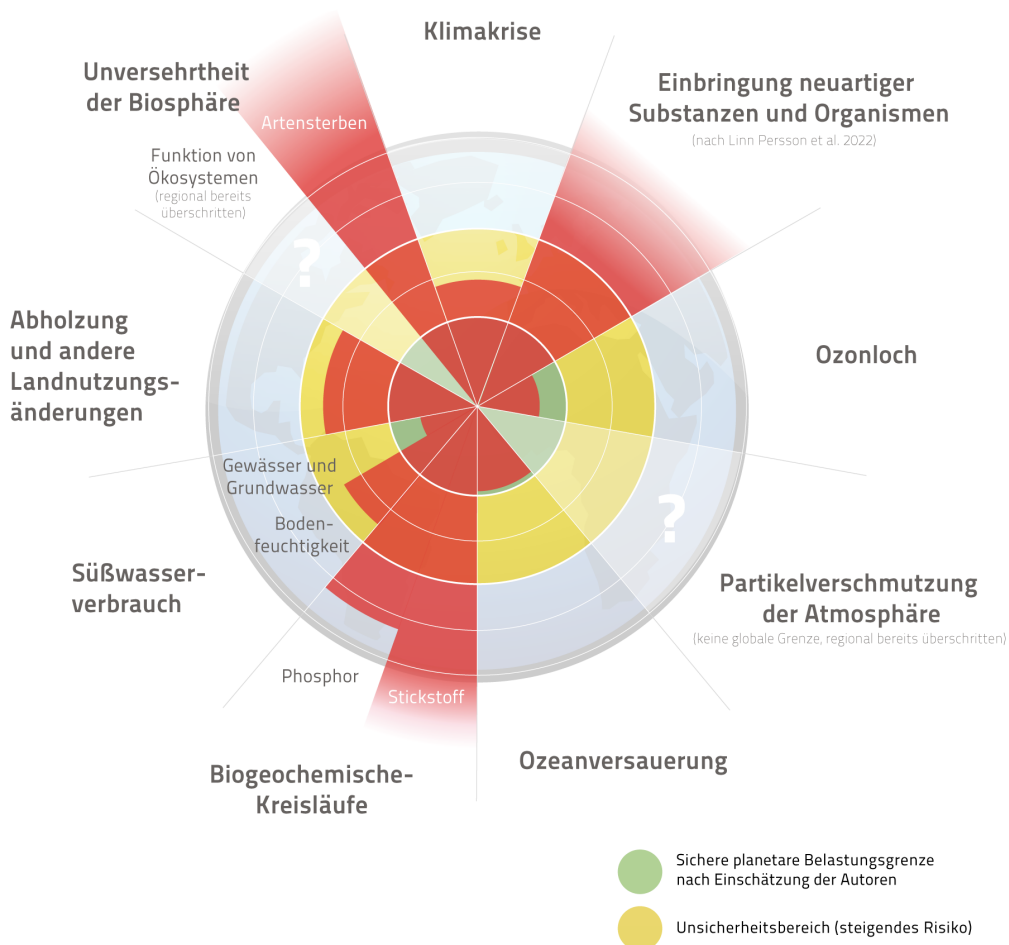 Klimakrise
Unversehrtheit
der Biosphäre
Artensterben
Funktion von
Ökosystemen
(regional bereits
überschritten)
?
Einbringung neuartiger
Substanzen und Organismen
(nach Linn Persson et al. 2022)
Ozonloch
Abholzung
und andere
Landnutzungs-
änderungen
Gewässer und
Grundwasser
Boden-
feuchtigkeit
Süßwasser-
verbrauch
?
Partikelverschmutzung
der Atmosphäre
(keine globale Grenze, regional bereits überschritten)
Phosphor
Stickstoff
Biogeochemische-
Kreisläufe
Ozeanversauerung
Sichere planetare Belastungsgrenze
nach Einschätzung der Autoren
Unsicherheitsbereich (steigendes Risiko)